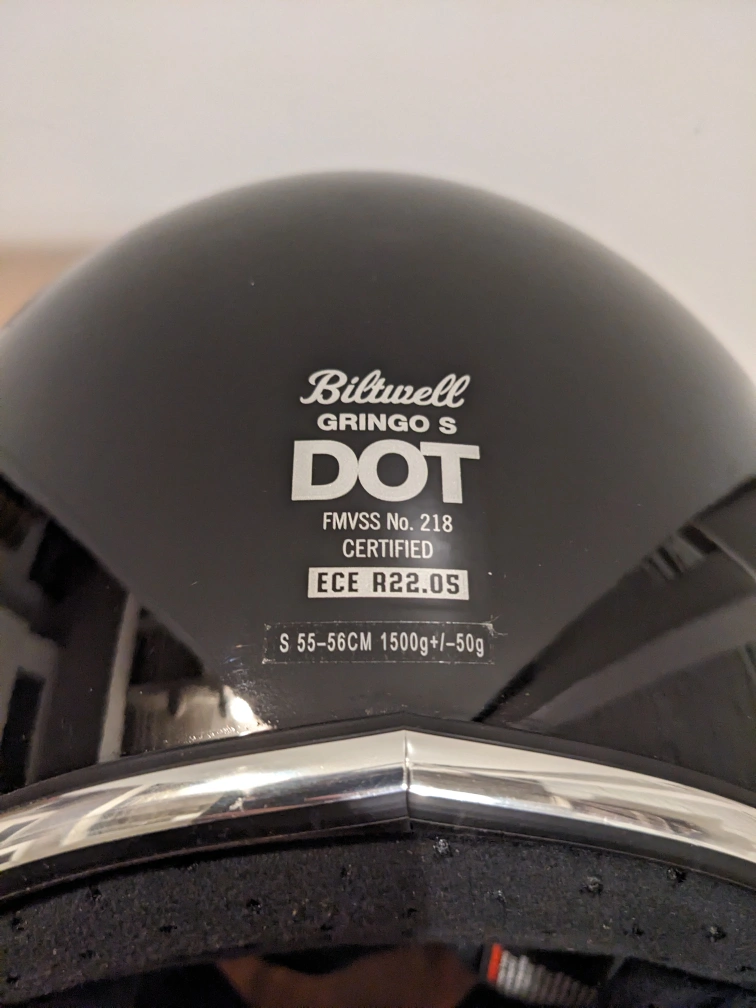 Biltwell
GRINGO S
DOT
FMVSS No. 218
CERTIFIED
ECE R22.05
S 55-56CM 1500g+/-50g